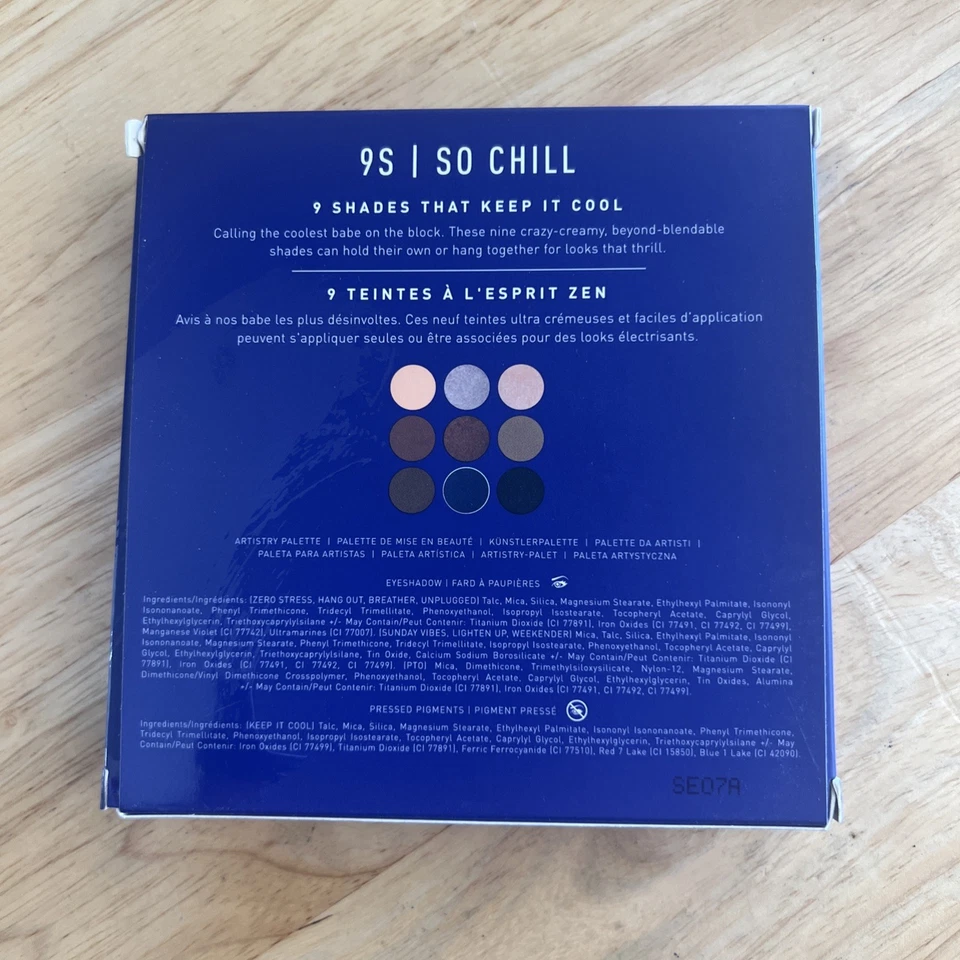 9S | SO CHILL
9 SHADES THAT KEEP IT COOL
Calling the coolest babe on the block. These nine crazy-creamy, beyond-blendable
shades can hold their own or hang together for looks that thrill.
9 TEINTES À L'ESPRIT ZEN
Avis à nos babe les plus désinvoltes. Ces neuf teintes ultra crémeuses et faciles d'application
peuvent s'appliquer seules ou être associées pour des looks électrisants.
ARTISTRY PALETTE | PALETTE DE MISE EN BEAUTÉ | KÜNSTLERPALETTE | PALETTE DA ARTISTI |
PALETA PARA ARTISTAS | PALETA ARTÍSTICA | ARTISTRY-PALET | PALETA ARTYSTYCZNA
EYESHADOW | FARD À PAUPIÈRES
Ingredients/Ingrédients: (ZERO STRESS, HANG OUT, BREATHER, UNPLUGGED) Talc, Mica, Silica, Magnesium Stearate, Ethylhexyl Palmitate, Isononyl
Isononanoate, Phenyl Trimethicone, Tridecyl Trimellitate, Phenoxyethanol, Isopropyl Isostearate, Tocopheryl Acetate, Caprylyl Glycol,
Ethylhexylglycerin, Triethoxycaprylylsilane +/- May Contain/Peut Contenir: Titanium Dioxide (CI 77891), Iron Oxides (CI 77491, CI 77492, CI 77499),
Manganese Violet (CI 77742), Ultramarines (CI 77007). (SUNDAY VIBES, LIGHTEN UP, WEEKENDER) Mica, Talc, Silica, Ethylhexyl Palmitate, Isononyl
Isononanoate, Magnesium Stearate, Phenyl Trimethicone, Tridecyl Trimellitate, Isopropyl Isostearate, Phenoxyethanol, Tocopheryl Acetate, Caprylyl
Glycol, Ethylhexylglycerin, Triethoxycaprylylsilane, Tin Oxide, Calcium Sodium Borosilicate +/- May Contain/Peut Contenir: Titanium Dioxide (CI
77891), Iron Oxides (CI 77491, CI 77492, CI 77499). (PTO) Mica, Dimethicone, Trimethylsiloxysilicate, Nylon-12, Magnesium Stearate,
Dimethicone/Vinyl Dimethicone Crosspolymer, Phenoxyethanol, Tocopheryl Acetate, Caprylyl Glycol, Ethylhexylglycerin, Tin Oxides, Alumina
+/- May Contain/Peut Contenir: Titanium Dioxide (CI 77891), Iron Oxides (CI 77491, CI 77492, CI 77499).
PRESSED PIGMENTS | PIGMENT PRESSÉ
Ingredients/Ingrédients: (KEEP IT COOL) Talc, Mica, Silica, Magnesium Stearate, Ethylhexyl Palmitate, Isononyl Isononanoate, Phenyl Trimethicone,
Tridecyl Trimellitate, Phenoxyethanol, Isopropyl Isostearate, Tocopheryl Acetate, Caprylyl Glycol, Ethylhexylglycerin, Triethoxycaprylylsilane +/- May
Contain/Peut Contenir: Iron Oxides (CI 77499), Titanium Dioxide (CI 77891), Ferric Ferrocyanide (CI 77510), Red 7 Lake (CI 15850), Blue 1 Lake (CI 42090).
SE07A